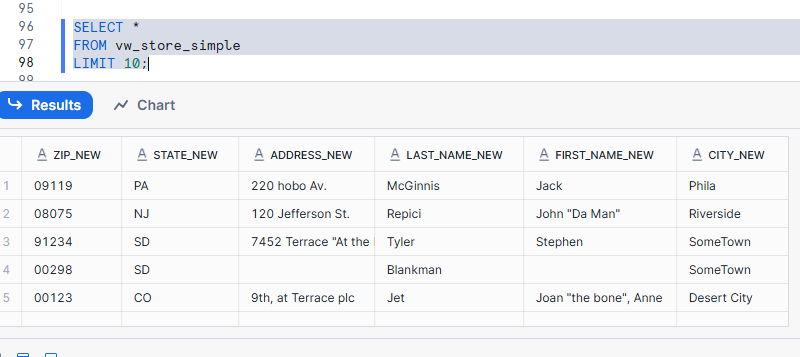 95
96 SELECT *
97 FROM vw_store_simple
98 LIMIT 10;
Results Chart
ZIP_NEW STATE_NEW ADDRESS_NEW LAST_NAME_NEW FIRST_NAME_NEW CITY_NEW
1 09119 PA 220 hobo Av. McGinnis Jack Phila
2 08075 NJ 120 Jefferson St. Repici John "Da Man" Riverside
3 91234 SD 7452 Terrace "At the Tyler Stephen SomeTown
4 00298 SD Blankman SomeTown
5 00123 CO 9th, at Terrace plc Jet Joan "the bone", Anne Desert City